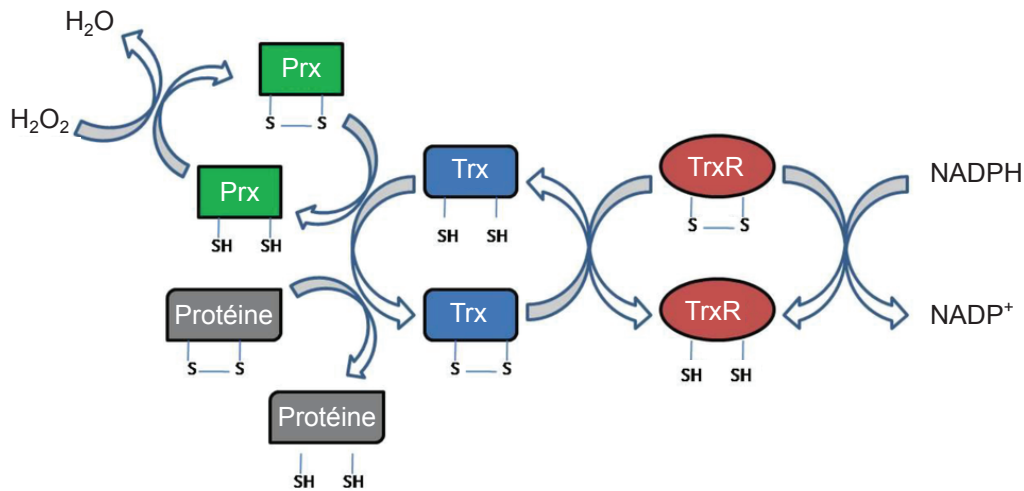 H₂O
Prx
S S
H₂O₂
Prx
SH SH
Trx
SH SH
TrxR
S S
NADPH
Protéine
S S
Trx
S S
TrxR
SH SH
NADP⁺
Protéine
SH SH